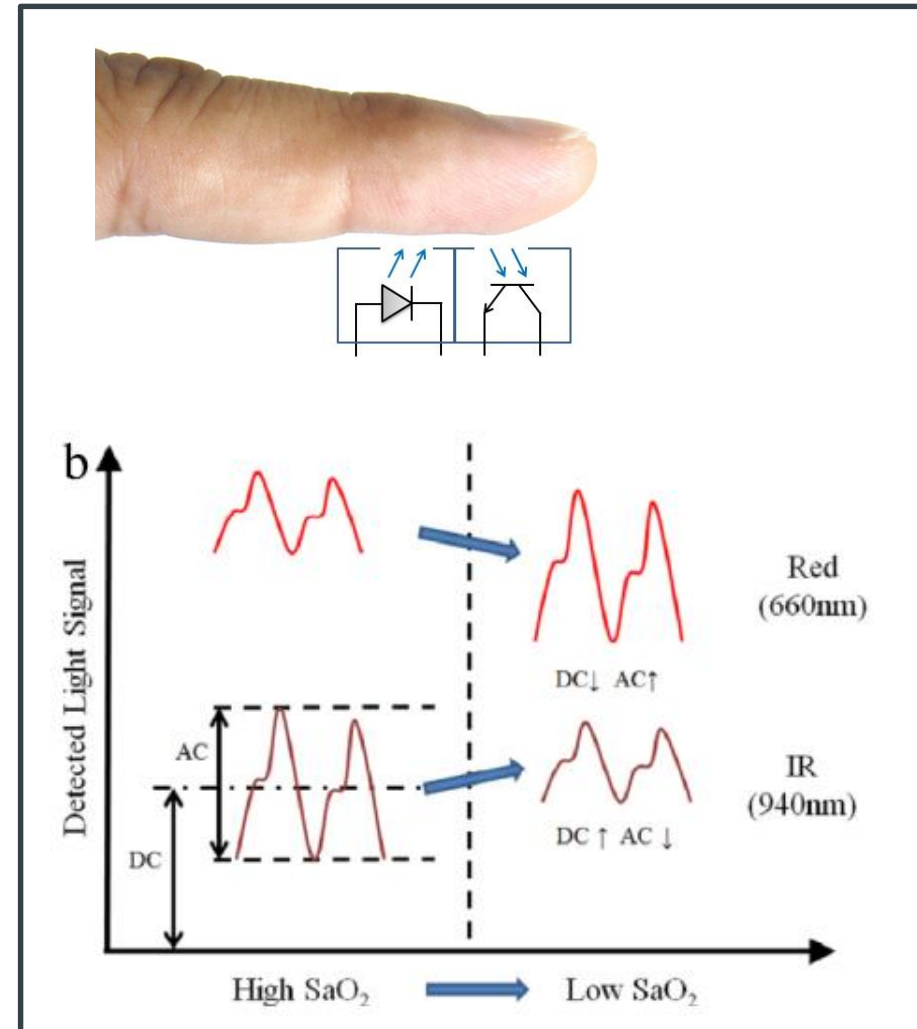 b
Detected Light Signal
AC
DC
DC↓ AC↑
Red
(660nm)
DC ↑ AC ↓
IR
(940nm)
High SaO₂
Low SaO₂